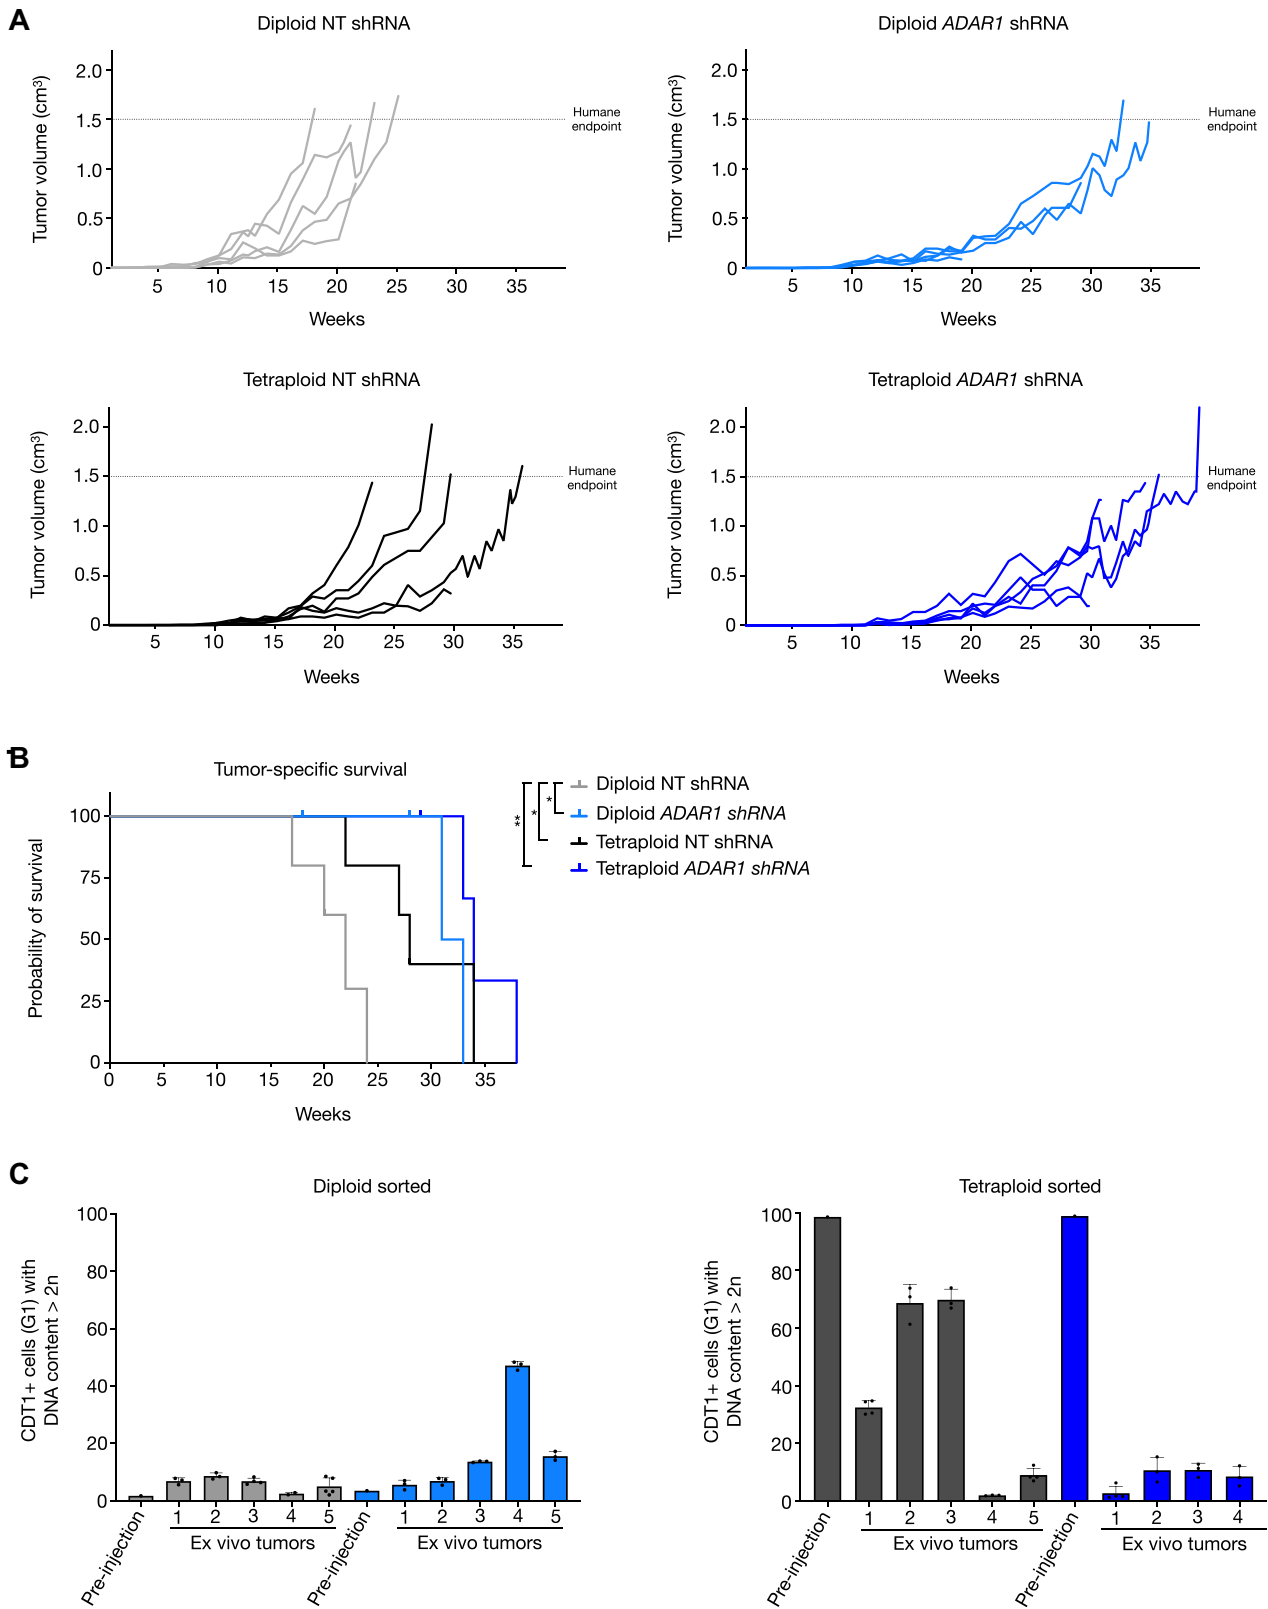 A
Diploid NT shRNA
Tumor volume (cm³)
2.0
1.5
1.0
0.5
0
Humane
endpoint
5 10 15 20 25 30 35
Weeks
Diploid ADAR1 shRNA
Tumor volume (cm³)
2.0
1.5
1.0
0.5
0
Humane
endpoint
5 10 15 20 25 30 35
Weeks
Tetraploid NT shRNA
Tumor volume (cm³)
2.0
1.5
1.0
0.5
0
Humane
endpoint
5 10 15 20 25 30 35
Weeks
Tetraploid ADAR1 shRNA
Tumor volume (cm³)
2.0
1.5
1.0
0.5
0
Humane
endpoint
5 10 15 20 25 30 35
Weeks
B
Tumor-specific survival
Probability of survival
100
75
50
25
0
0 5 10 15 20 25 30 35
Weeks
** * *
Diploid NT shRNA
Diploid ADAR1 shRNA
Tetraploid NT shRNA
Tetraploid ADAR1 shRNA
C
Diploid sorted
CDT1+ cells (G1) with
DNA content > 2n
100
80
60
40
20
0
Pre-injection 1 2 3 4 5 Pre-injection 1 2 3 4 5
Ex vivo tumors Ex vivo tumors
Tetraploid sorted
CDT1+ cells (G1) with
DNA content > 2n
100
80
60
40
20
0
Pre-injection 1 2 3 4 5 Pre-injection 1 2 3 4
Ex vivo tumors Ex vivo tumors